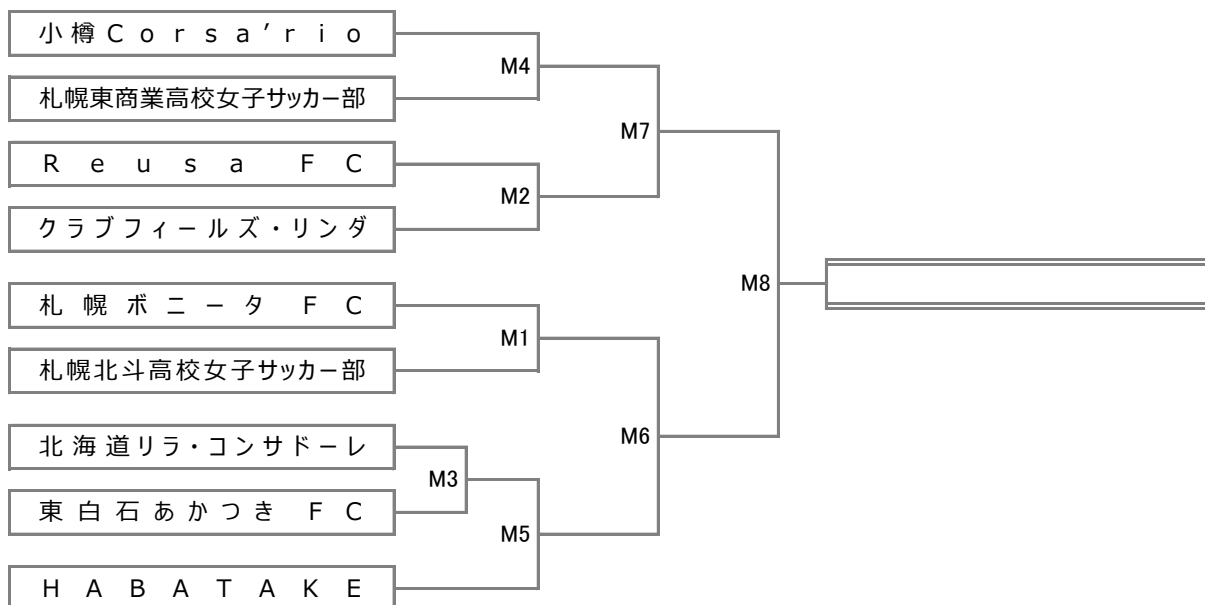 小樽Corsa'rio
M4
札幌東商業高校女子サッカー部
M7
Reusa FC
M2
クラブフィールズ・リンダ
M8
札幌ボニータ FC
M1
札幌北斗高校女子サッカー部
M6
北海道リラ・コンサドーレ
M3
東白石あかつき FC
M5
HABATAKE